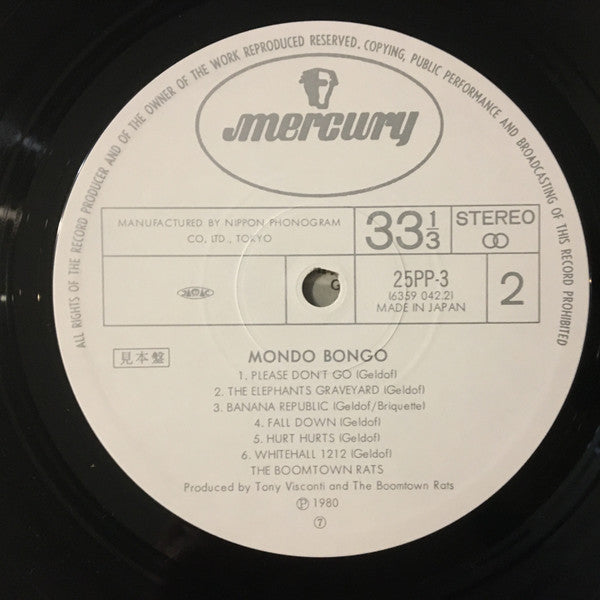 ALL RIGHTS OF THE RECORD PRODUCER AND OF THE OWNER OF THE WORK REPRODUCED RESERVED. COPYING, PUBLIC PERFORMANCE AND BROADCASTING OF THIS RECORD PROHIBITED
mercury
MANUFACTURED BY NIPPON PHONOGRAM
CO., LTD., TOKYO
33 1/3
STEREO
25PP-3
(6359 042.2)
MADE IN JAPAN
2
G
見本盤
MONDO BONGO
1. PLEASE DON'T GO (Geldof)
2. THE ELEPHANTS GRAVEYARD (Geldof)
3. BANANA REPUBLIC (Geldof/Briquette)
4. FALL DOWN (Geldof)
5. HURT HURTS (Geldof)
6. WHITEHALL 1212 (Geldof)
THE BOOMTOWN RATS
Produced by Tony Visconti and The Boomtown Rats
Ⓟ 1980
⑦